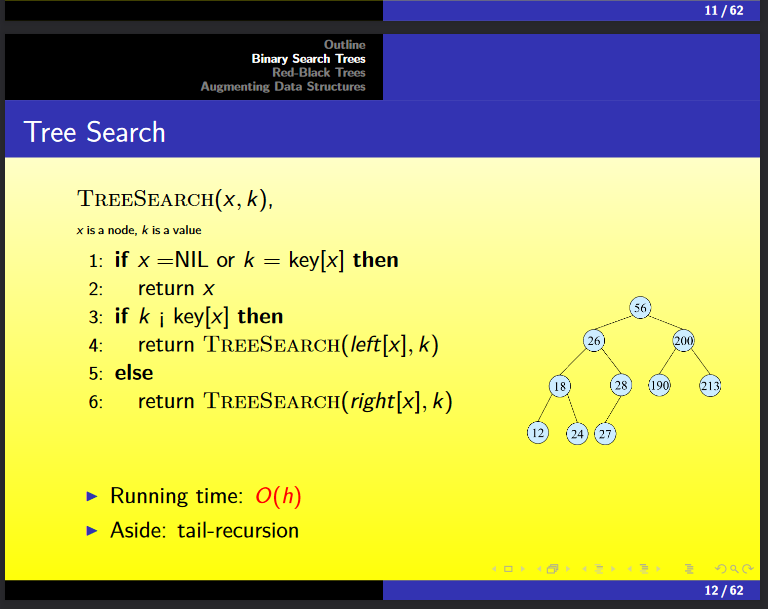 11 / 62
Outline
Binary Search Trees
Red-Black Trees
Augmenting Data Structures
Tree Search
TREESEARCH(x, k),
x is a node, k is a value
1: if x =NIL or k = key[x] then
2: return x
3: if k ¡ key[x] then
4: return TREESEARCH(left[x], k)
5: else
6: return TREESEARCH(right[x], k)
56
26 200
18 28 190 213
12 24 27
▶ Running time: O(h)
▶ Aside: tail-recursion
12 / 62